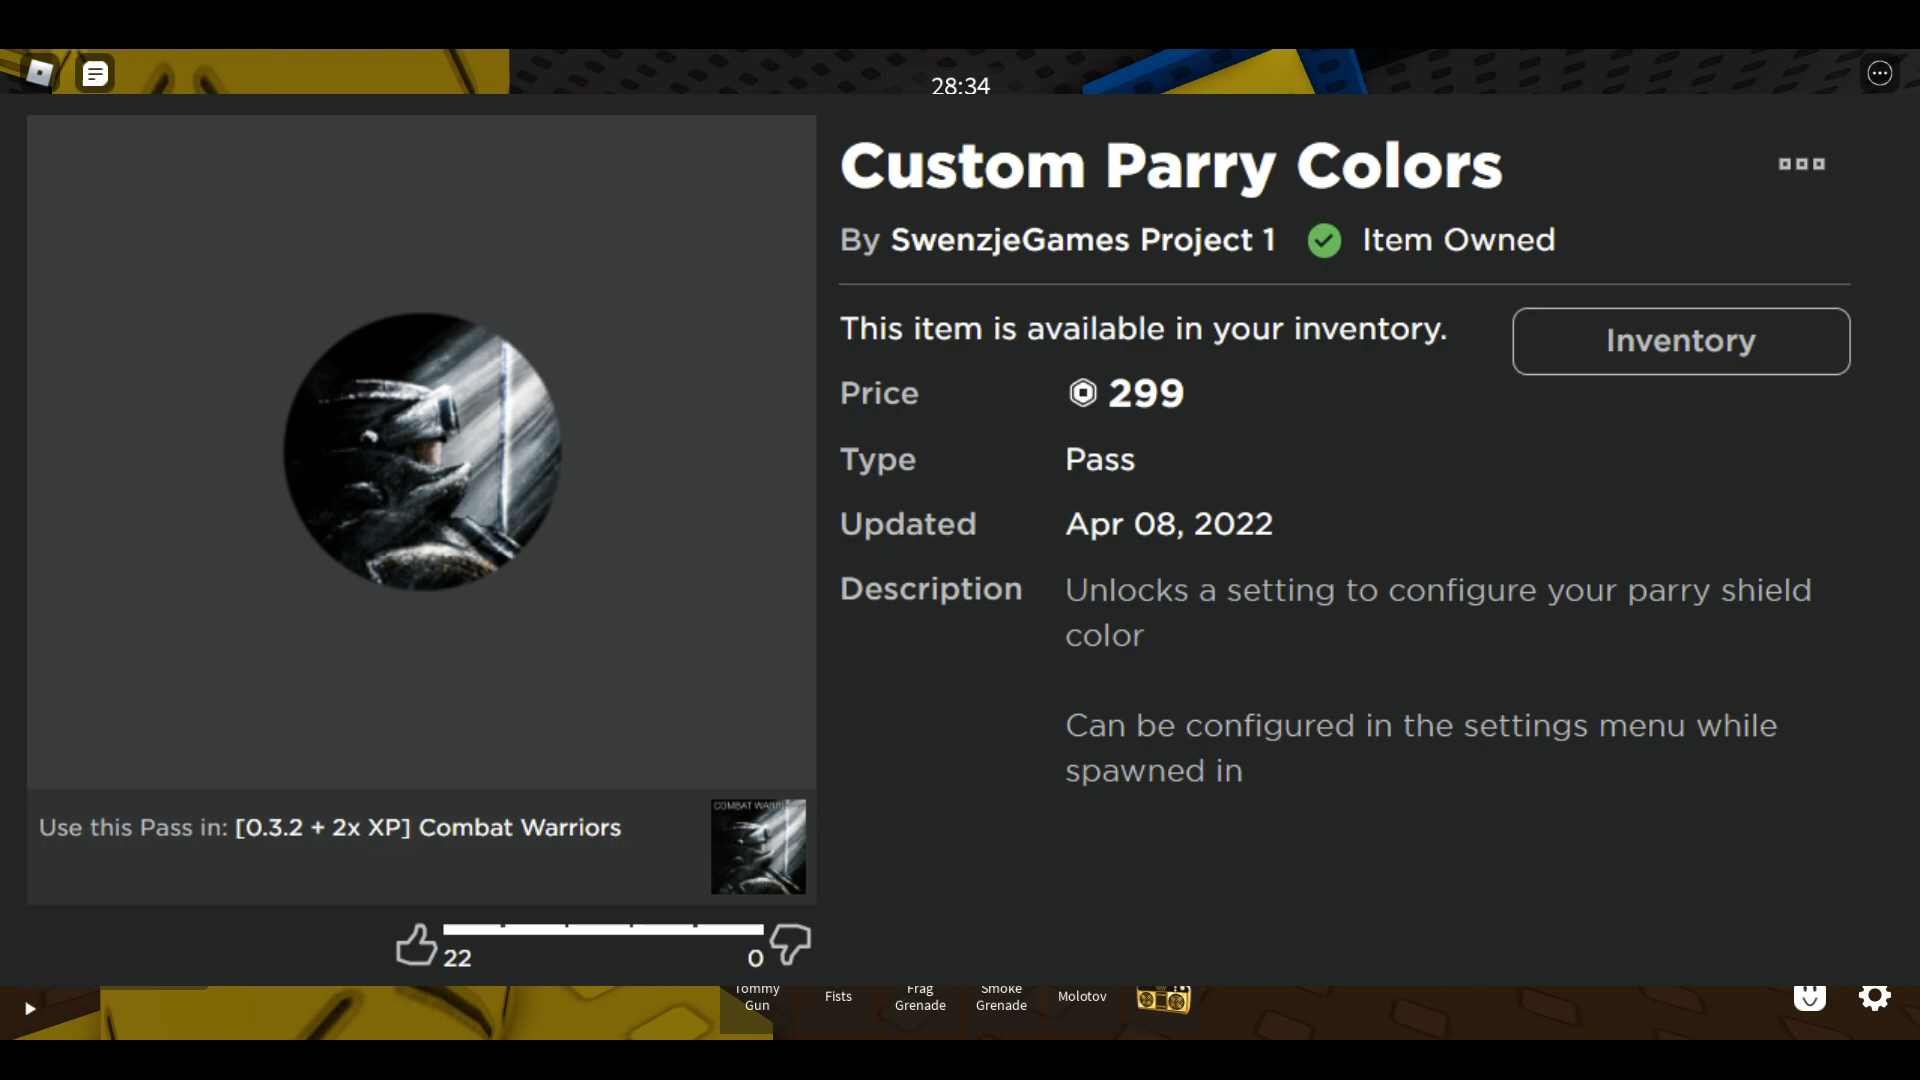 28:34
Custom Parry Colors
By SwenzjeGames Project 1 Item Owned
This item is available in your inventory.
Inventory
Price 299
Type Pass
Updated Apr 08, 2022
Description Unlocks a setting to configure your parry shield
color
Can be configured in the settings menu while
spawned in
Use this Pass in: [0.3.2 + 2x XP] Combat Warriors
22 0
Tommy
Gun
Fists
Frag
Grenade
Smoke
Grenade
Molotov